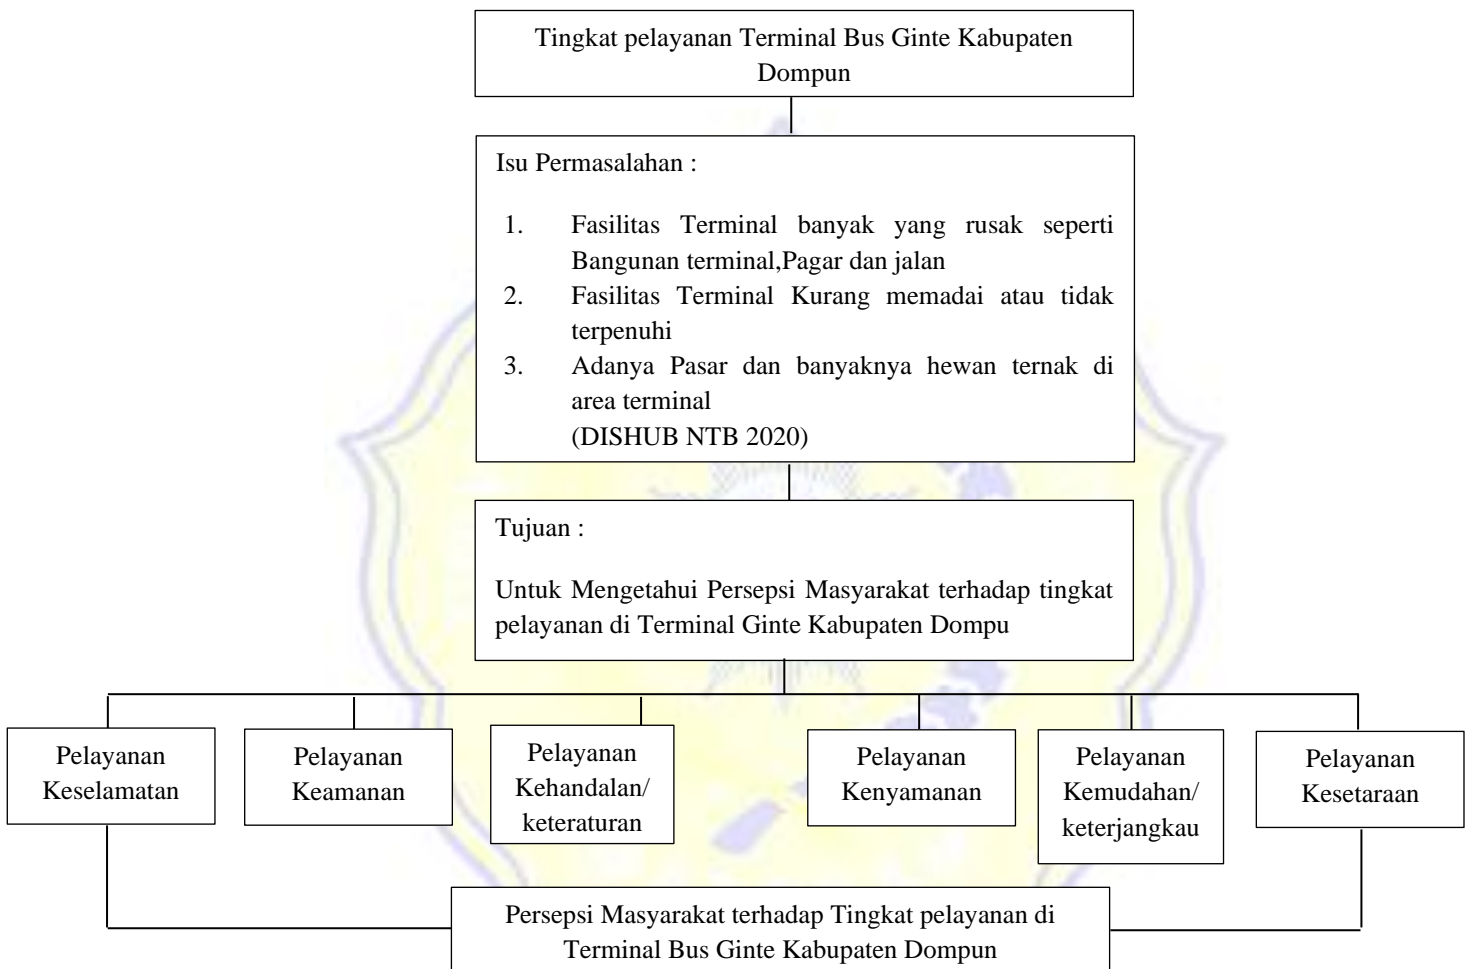 Tingkat pelayanan Terminal Bus Ginte Kabupaten
Dompun
Isu Permasalahan :
1. Fasilitas Terminal banyak yang rusak seperti
Bangunan terminal,Pagar dan jalan
2. Fasilitas Terminal Kurang memadai atau tidak
terpenuhi
3. Adanya Pasar dan banyaknya hewan ternak di
area terminal
(DISHUB NTB 2020)
Tujuan :
Untuk Mengetahui Persepsi Masyarakat terhadap tingkat
pelayanan di Terminal Ginte Kabupaten Dompu
Pelayanan
Keselamatan
Pelayanan
Keamanan
Pelayanan
Kehandalan/
keteraturan
Pelayanan
Kenyamanan
Pelayanan
Kemudahan/
keterjangkau
Pelayanan
Kesetaraan
Persepsi Masyarakat terhadap Tingkat pelayanan di
Terminal Bus Ginte Kabupaten Dompun